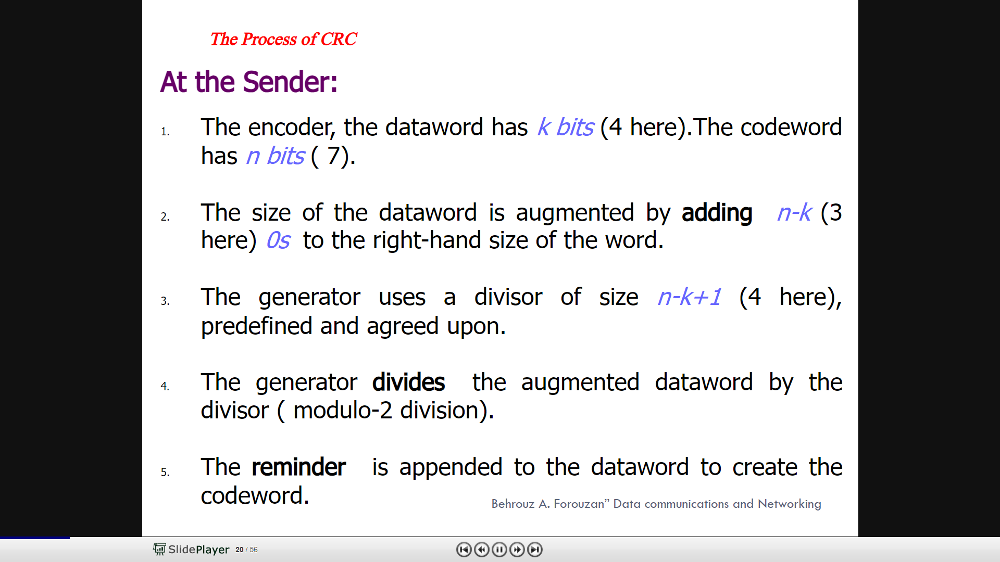 The Process of CRC
At the Sender:
1. The encoder, the dataword has k bits (4 here).The codeword
has n bits ( 7).
2. The size of the dataword is augmented by adding n-k (3
here) 0s to the right-hand size of the word.
3. The generator uses a divisor of size n-k+1 (4 here),
predefined and agreed upon.
4. The generator divides the augmented dataword by the
divisor ( modulo-2 division).
5. The reminder is appended to the dataword to create the
codeword.
Behrouz A. Forouzan” Data communications and Networking
SlidePlayer 20 / 56